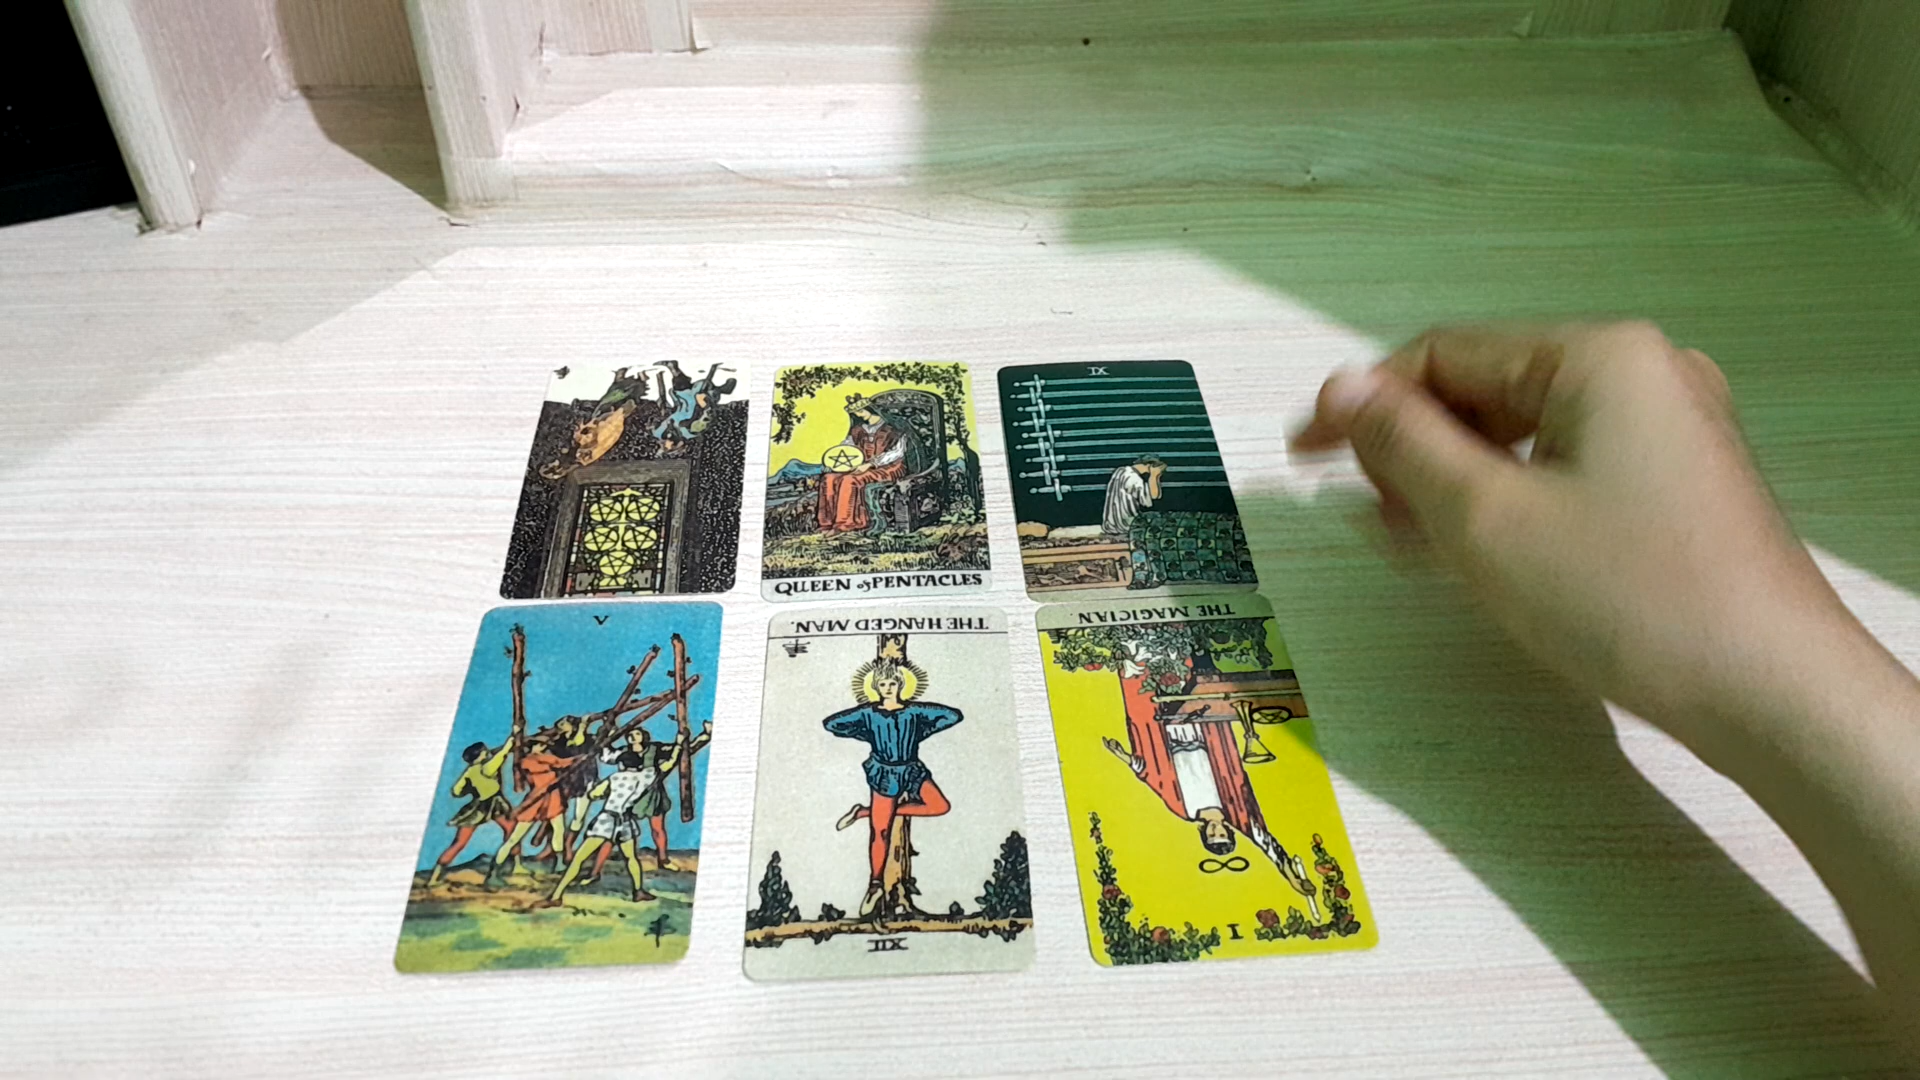 IX
QUEEN of PENTACLES
V
THE HANGED MAN.
XII
THE MAGICIAN.
I